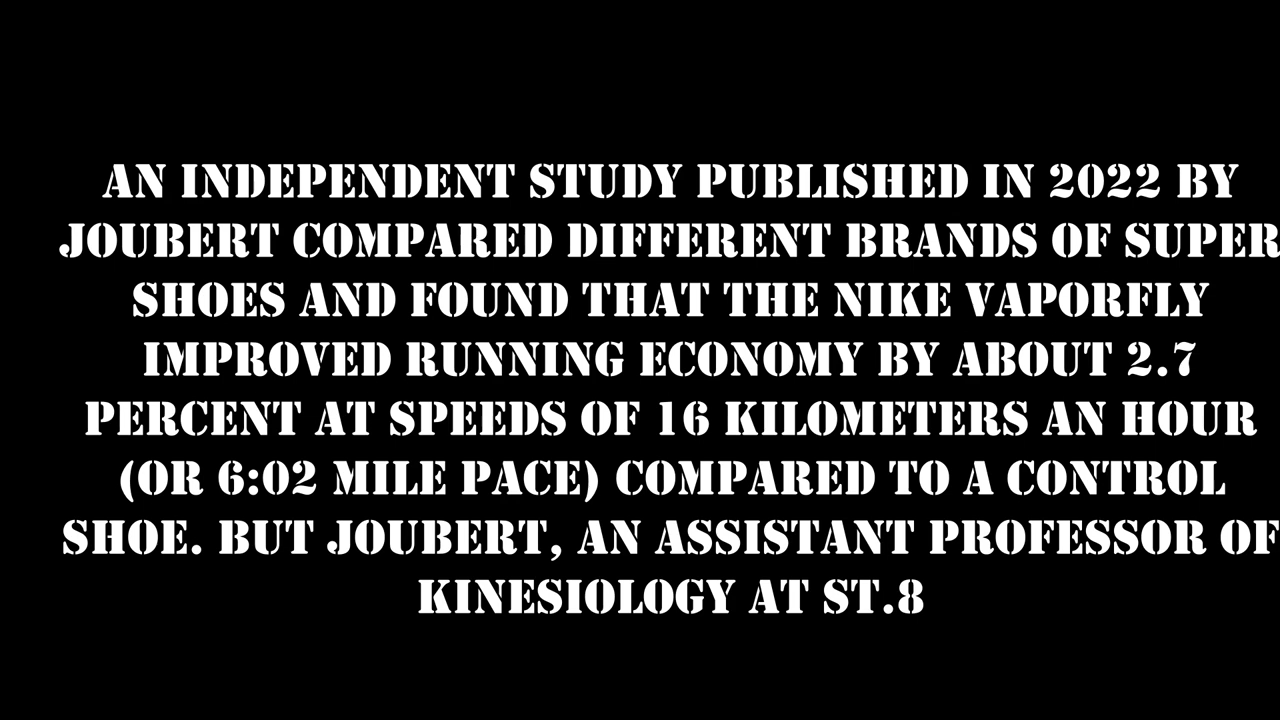 AN INDEPENDENT STUDY PUBLISHED IN 2022 BY
JOUBERT COMPARED DIFFERENT BRANDS OF SUPER
SHOES AND FOUND THAT THE NIKE VAPORFLY
IMPROVED RUNNING ECONOMY BY ABOUT 2.7
PERCENT AT SPEEDS OF 16 KILOMETERS AN HOUR
(OR 6:02 MILE PACE) COMPARED TO A CONTROL
SHOE. BUT JOUBERT, AN ASSISTANT PROFESSOR OF
KINESIOLOGY AT ST.8